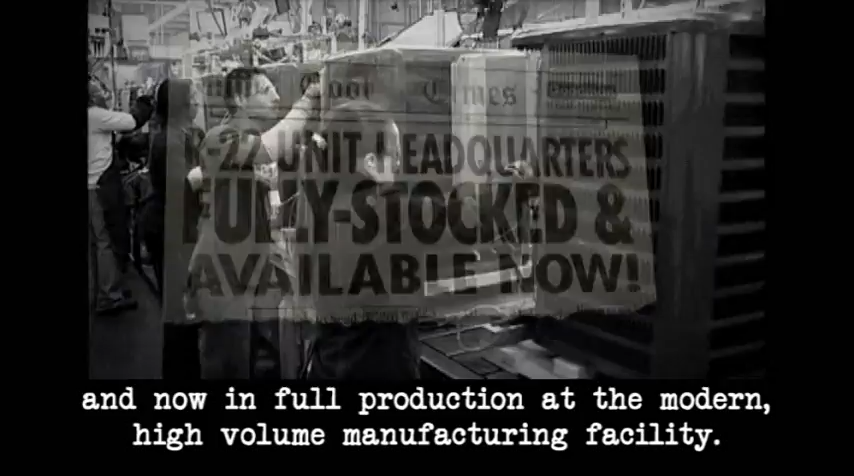 Times
R-22 UNIT HEADQUARTERS
FULLY-STOCKED &
AVAILABLE NOW!
and now in full production at the modern,
high volume manufacturing facility.